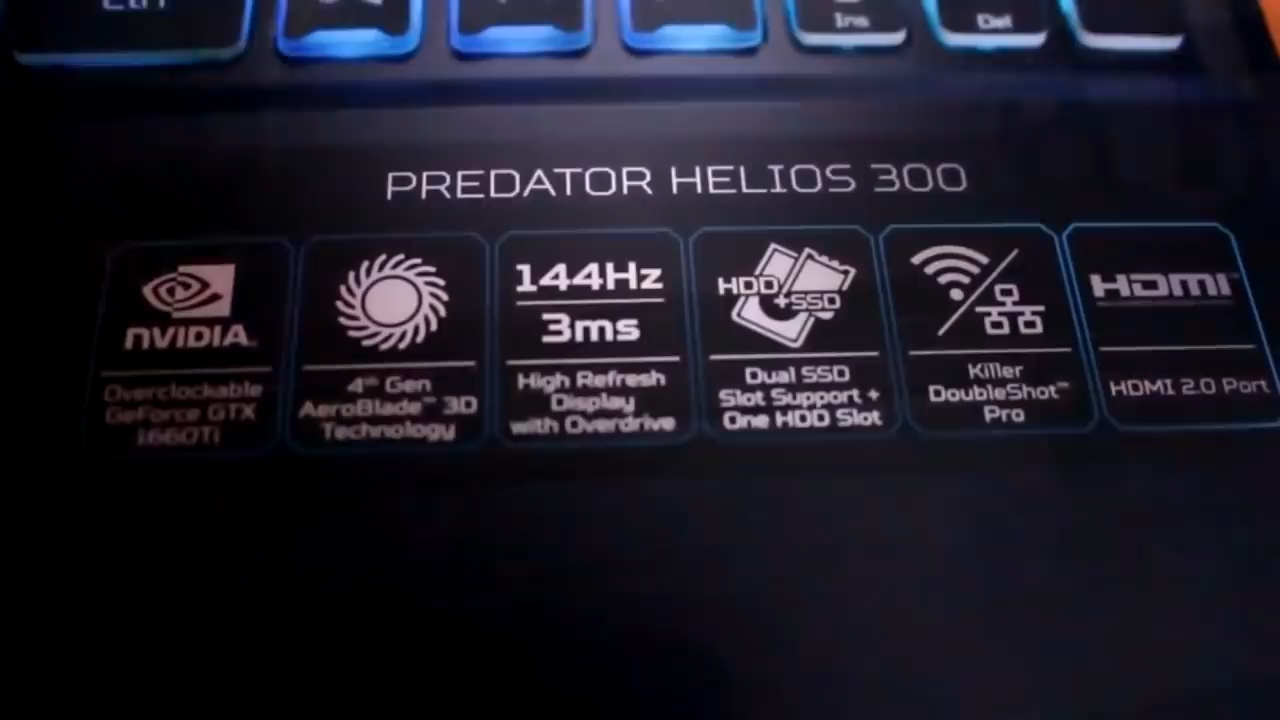 Ctrl
Ins
Del
PREDATOR HELIOS 300
NVIDIA.
Overclockable
GeForce GTX
1660Ti
4th Gen
AeroBlade™ 3D
Technology
144Hz
3ms
High Refresh
Display
with Overdrive
HDD
+SSD
Dual SSD
Slot Support +
One HDD Slot
Killer
DoubleShot™
Pro
HDMI™
HDMI 2.0 Port